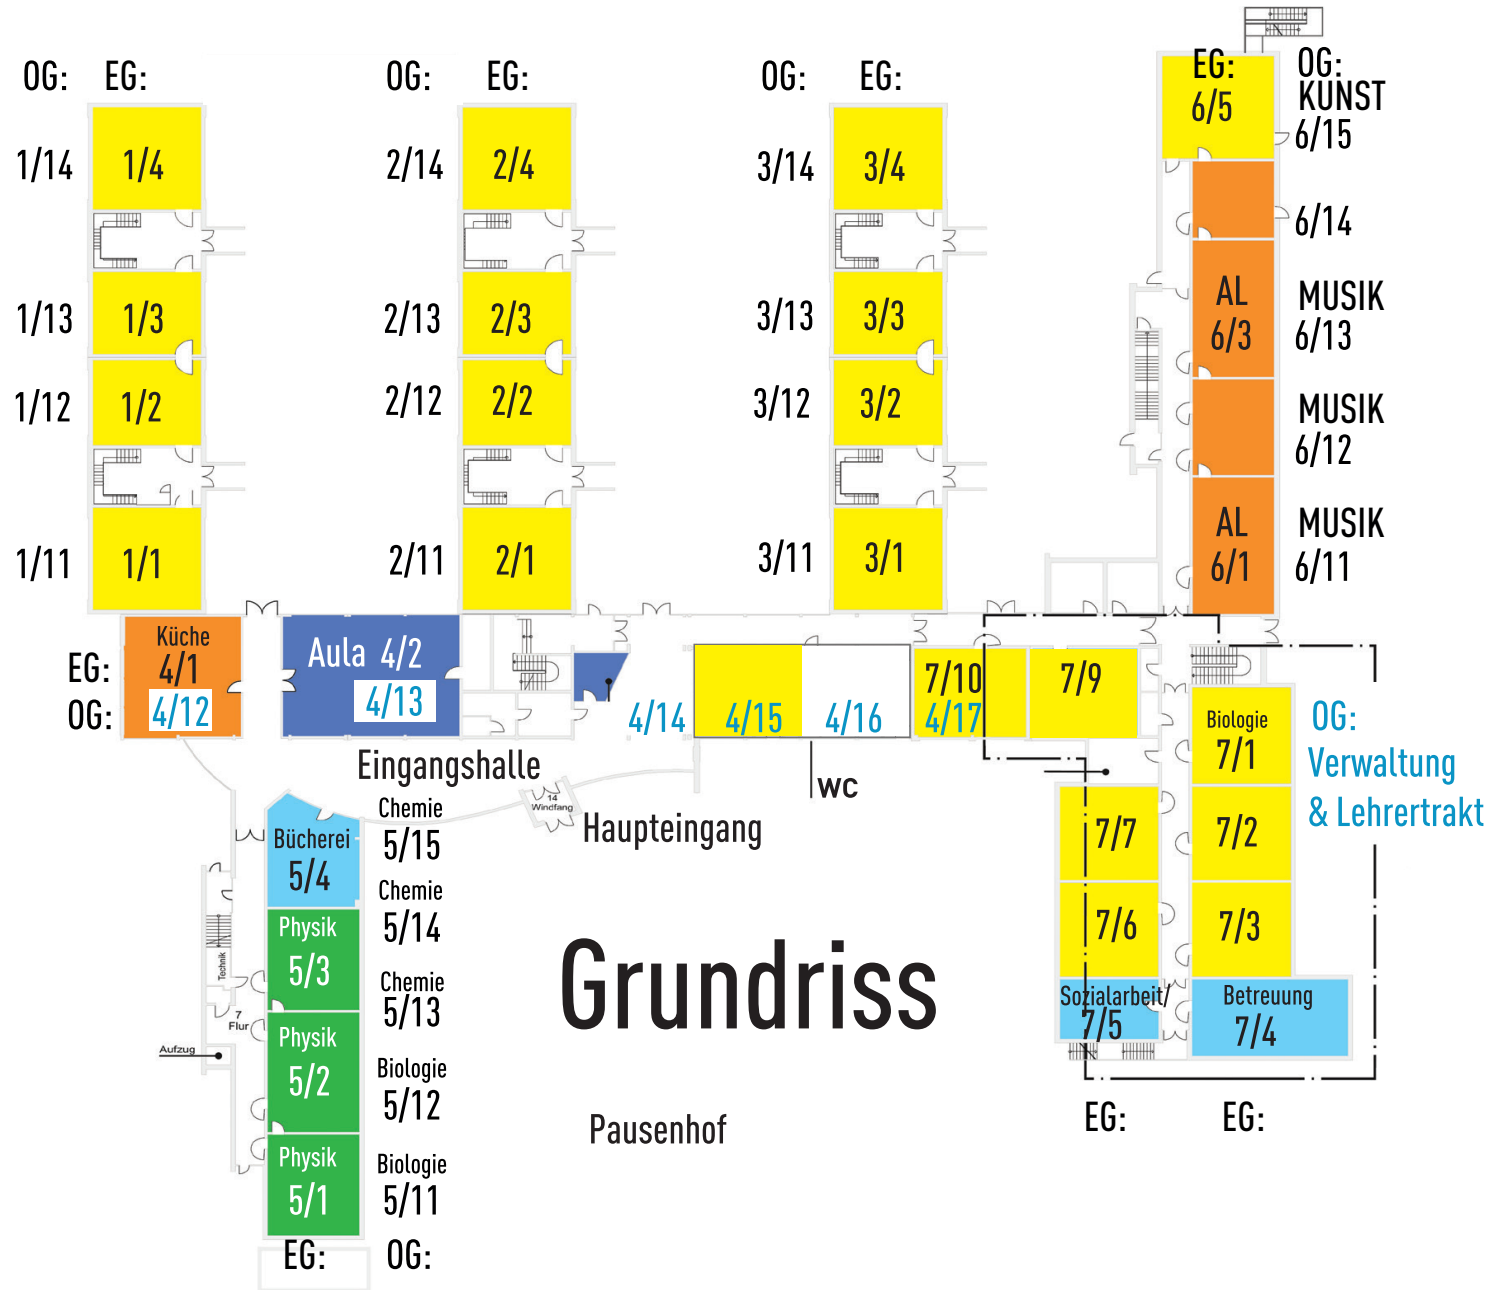 OG: EG: OG: EG: OG: EG: EG: OG:
KUNST
6/5 6/15
1/14 1/4 2/14 2/4 3/14 3/4
6/14
1/13 1/3 2/13 2/3 3/13 3/3
AL MUSIK
6/3 6/13
1/12 1/2 2/12 2/2 3/12 3/2
MUSIK
6/12
1/11 1/1 2/11 2/1 3/11 3/1
AL MUSIK
6/1 6/11
Küche
EG: 4/1 Aula 4/2 7/10 7/9
OG: 4/12 4/13 4/14 4/15 4/16 4/17
Biologie
7/1
OG:
Verwaltung
& Lehrertrakt
Eingangshalle
WC
14
Windfang
Haupteingang
Bücherei
5/4
Chemie
5/15
7/7 7/2
Physik
5/3
Chemie
5/14
7/6 7/3
Technik
Chemie
5/13
Grundriss
Sozialarbeit/
7/5
Betreuung
7/4
7
Flur
Aufzug
Physik
5/2
Biologie
5/12
Pausenhof
EG: EG:
Physik
5/1
Biologie
5/11
EG: OG: